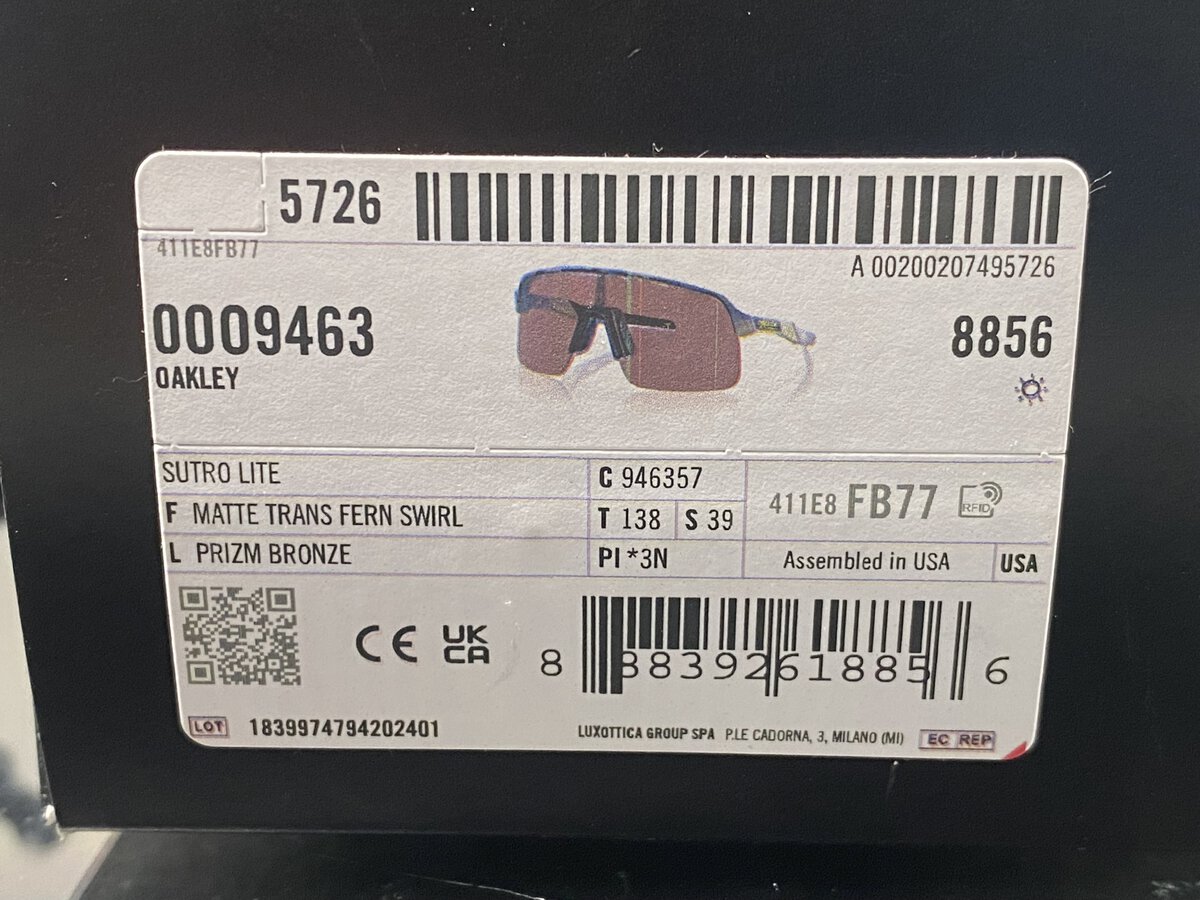 5726
411E8FB77
A 00200207495726
0009463
8856
OAKLEY
SUTRO LITE
C 946357
F MATTE TRANS FERN SWIRL
T 138
S 39
411E8 FB77
RFID
L PRIZM BRONZE
PI *3N
Assembled in USA
USA
CE
UK
CA
8 88392 61885 6
LOT 1839974794202401
LUXOTTICA GROUP SPA P.LE CADORNA, 3, MILANO (MI) EC REP